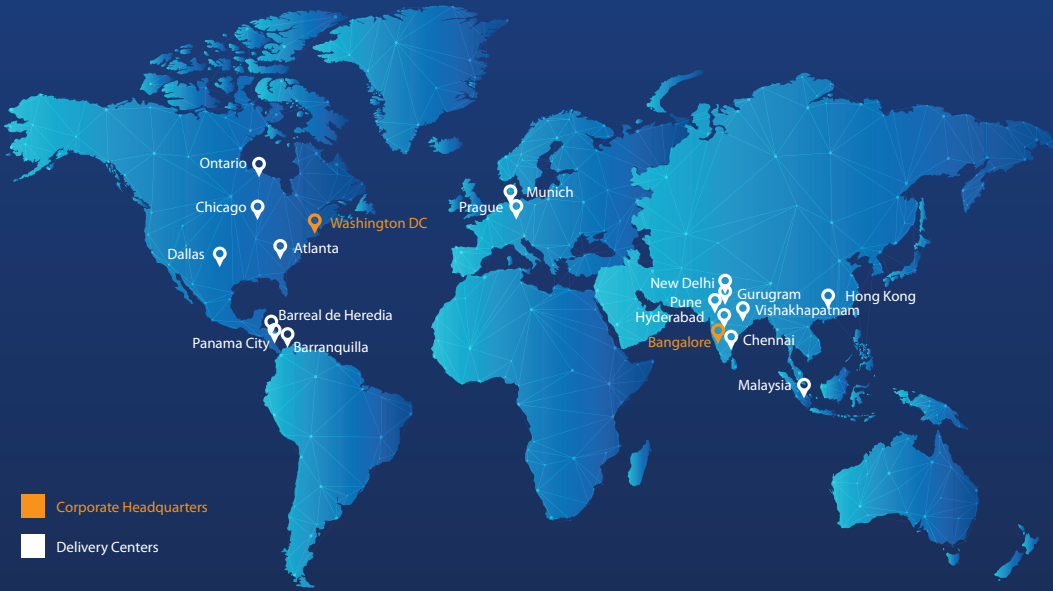 Ontario
Chicago
Washington DC
Dallas
Atlanta
Barreal de Heredia
Panama City
Barranquilla
Munich
Prague
New Delhi
Gurugram
Pune
Vishakhapatnam
Hyderabad
Bangalore
Chennai
Hong Kong
Malaysia
Corporate Headquarters
Delivery Centers